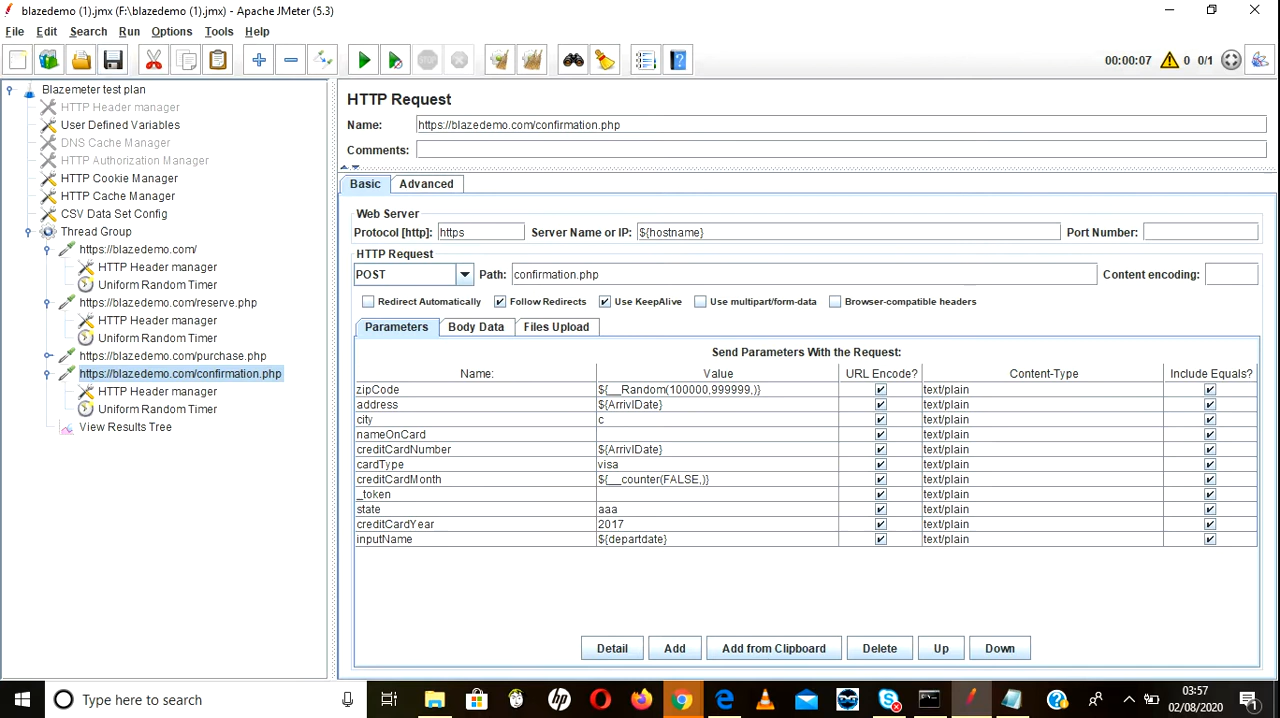 blazedemo (1).jmx (F:\blazedemo (1).jmx) - Apache JMeter (5.3)
File Edit Search Run Options Tools Help
00:00:07 0 0/1
Blazemeter test plan
HTTP Header manager
User Defined Variables
DNS Cache Manager
HTTP Authorization Manager
HTTP Cookie Manager
HTTP Cache Manager
CSV Data Set Config
Thread Group
https://blazedemo.com/
HTTP Header manager
Uniform Random Timer
https://blazedemo.com/reserve.php
HTTP Header manager
Uniform Random Timer
https://blazedemo.com/purchase.php
https://blazedemo.com/confirmation.php
HTTP Header manager
Uniform Random Timer
View Results Tree
HTTP Request
Name: https://blazedemo.com/confirmation.php
Comments:
Basic Advanced
Web Server
Protocol [http]: https Server Name or IP: ${hostname} Port Number:
HTTP Request
POST Path: confirmation.php Content encoding:
Redirect Automatically Follow Redirects Use KeepAlive Use multipart/form-data Browser-compatible headers
Parameters Body Data Files Upload
Send Parameters With the Request:
Name: Value URL Encode? Content-Type Include Equals?
zipCode ${__Random(100000,999999,)} text/plain
address ${ArrivlDate} text/plain
city c text/plain
nameOnCard text/plain
creditCardNumber ${ArrivlDate} text/plain
cardType visa text/plain
creditCardMonth ${__counter(FALSE,)} text/plain
_token text/plain
state aaa text/plain
creditCardYear 2017 text/plain
inputName ${departdate} text/plain
Detail Add Add from Clipboard Delete Up Down
Type here to search
03:57
02/08/2020
1